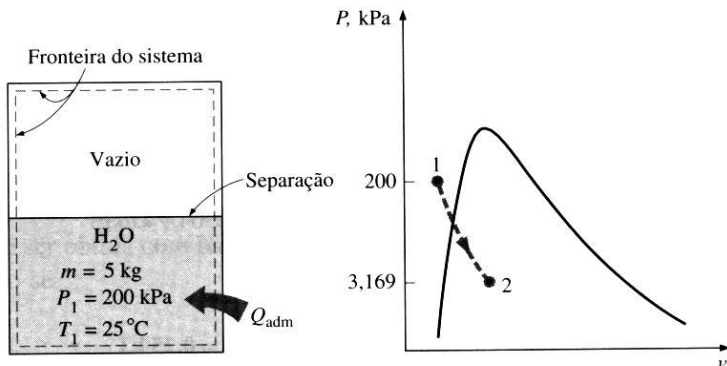 Fronteira do sistema
Vazio
Separação
H₂O
m = 5 kg
P₁ = 200 kPa
T₁ = 25 °C
Q_adm
P, kPa
200
3,169
1
2
v